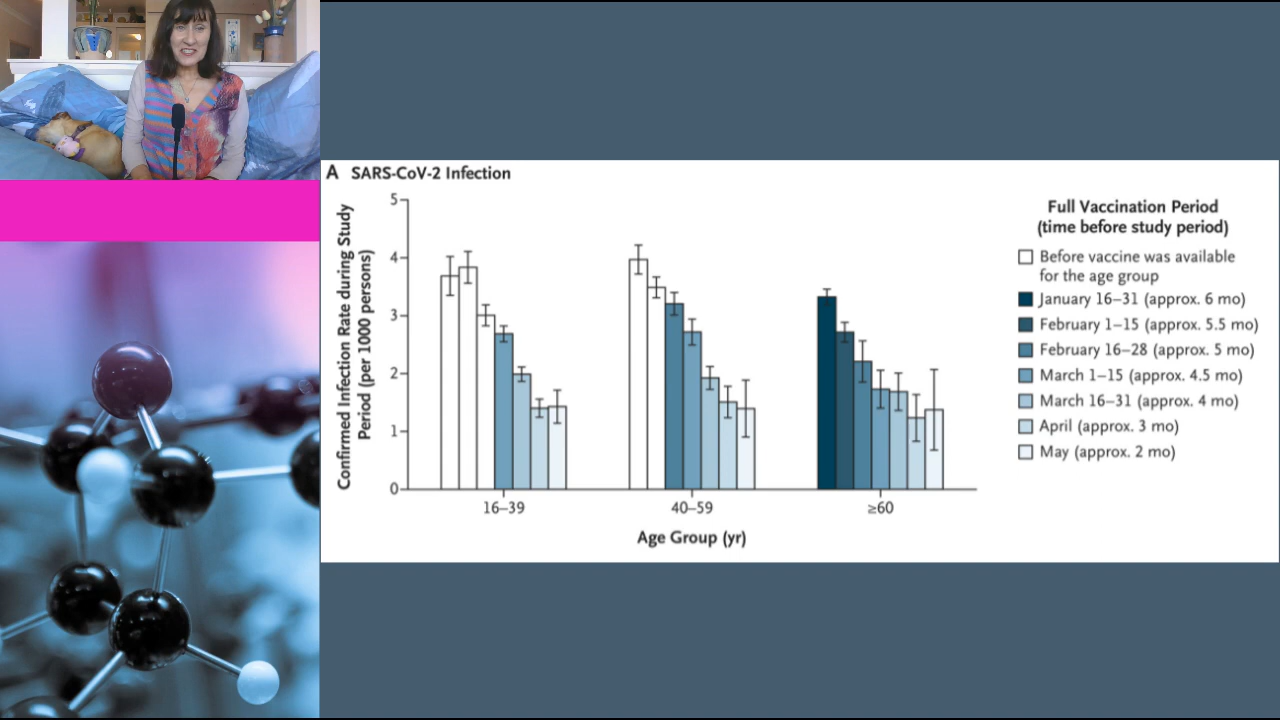 A SARS-CoV-2 Infection
Confirmed Infection Rate during Study
Period (per 1000 persons)
5
4
3
2
1
0
16–39
40–59
≥60
Age Group (yr)
Full Vaccination Period
(time before study period)
Before vaccine was available
for the age group
January 16–31 (approx. 6 mo)
February 1–15 (approx. 5.5 mo)
February 16–28 (approx. 5 mo)
March 1–15 (approx. 4.5 mo)
March 16–31 (approx. 4 mo)
April (approx. 3 mo)
May (approx. 2 mo)